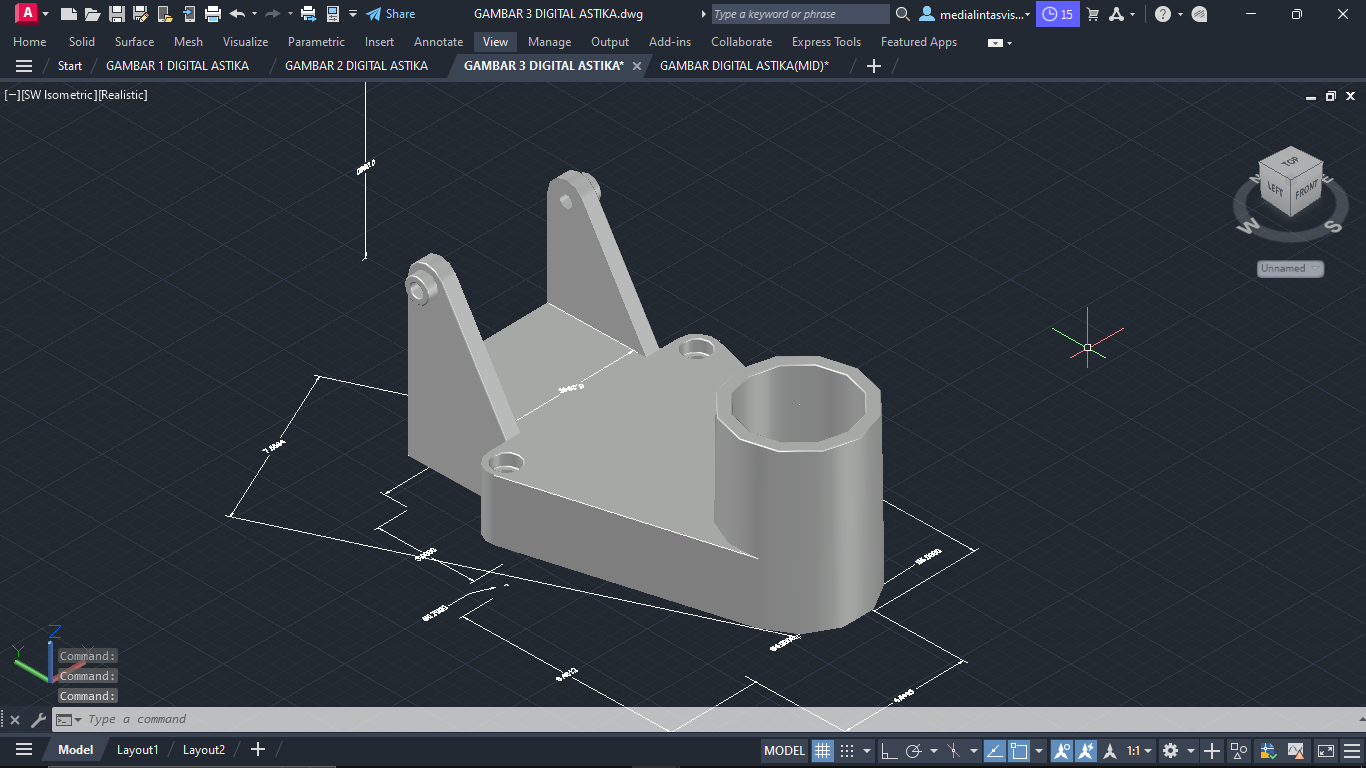 A Share GAMBAR 3 DIGITAL ASTIKA.dwg Type a keyword or phrase medialintasvis... 15
Home Solid Surface Mesh Visualize Parametric Insert Annotate View Manage Output Add-ins Collaborate Express Tools Featured Apps
Start GAMBAR 1 DIGITAL ASTIKA GAMBAR 2 DIGITAL ASTIKA GAMBAR 3 DIGITAL ASTIKA* GAMBAR DIGITAL ASTIKA(MID)*
[−][SW Isometric][Realistic]
TOP
LEFT FRONT
W S
Unnamed
Z
Y
Command:
Command:
Command:
Type a command
Model Layout1 Layout2 MODEL 1:1